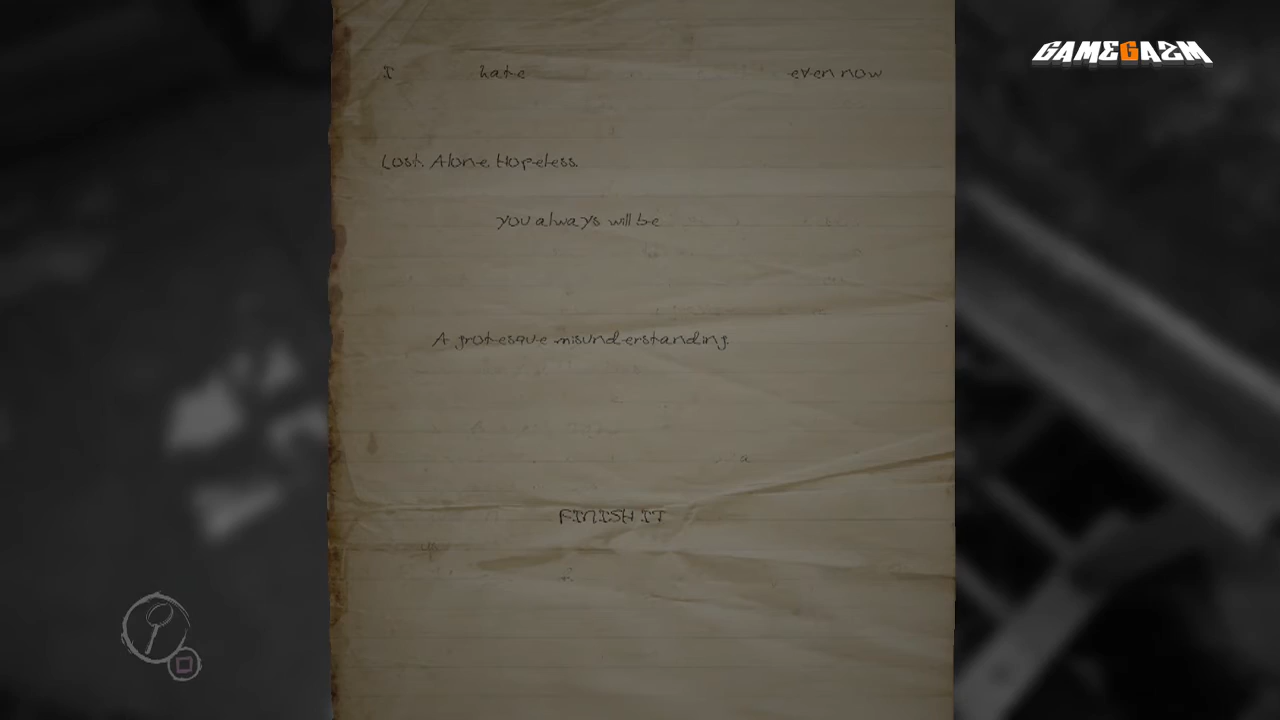 GAMEGAZM
I hate even now
Lost. Alone. Hopeless.
you always will be
A grotesque misunderstanding.
a
FINISH IT